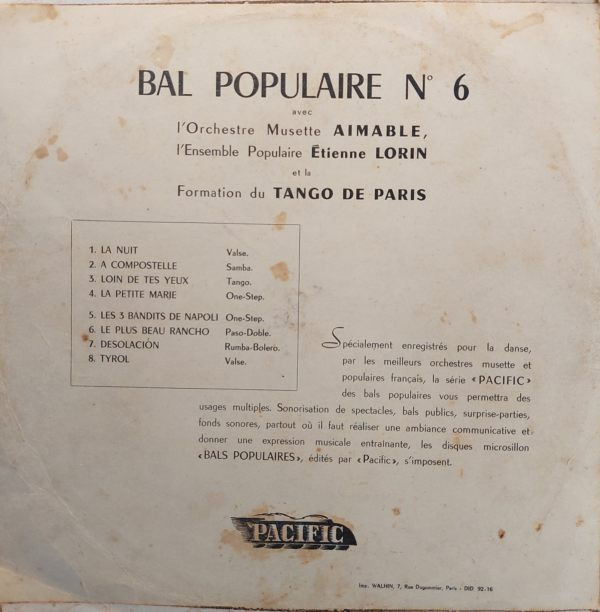 BAL POPULAIRE N° 6
avec
l'Orchestre Musette AIMABLE,
l'Ensemble Populaire Étienne LORIN
et la
Formation du TANGO DE PARIS
1. LA NUIT Valse.
2. A COMPOSTELLE Samba.
3. LOIN DE TES YEUX Tango.
4. LA PETITE MARIE One-Step.
5. LES 3 BANDITS DE NAPOLI One-Step.
6. LE PLUS BEAU RANCHO Paso-Doble.
7. DESOLACIÓN Rumba-Bolero.
8. TYROL Valse.
Spécialement enregistrés pour la danse,
par les meilleurs orchestres musette et
populaires français, la série «PACIFIC»
des bals populaires vous permettra des
usages multiples. Sonorisation de spectacles, bals publics, surprise-parties,
fonds sonores, partout où il faut réaliser une ambiance communicative et
donner une expression musicale entraînante, les disques microsillon
«BALS POPULAIRES», édités par «Pacific», s'imposent.
PACIFIC
Imp. WALHIN, 7, Rue Dugommier, Paris - DID 92-16